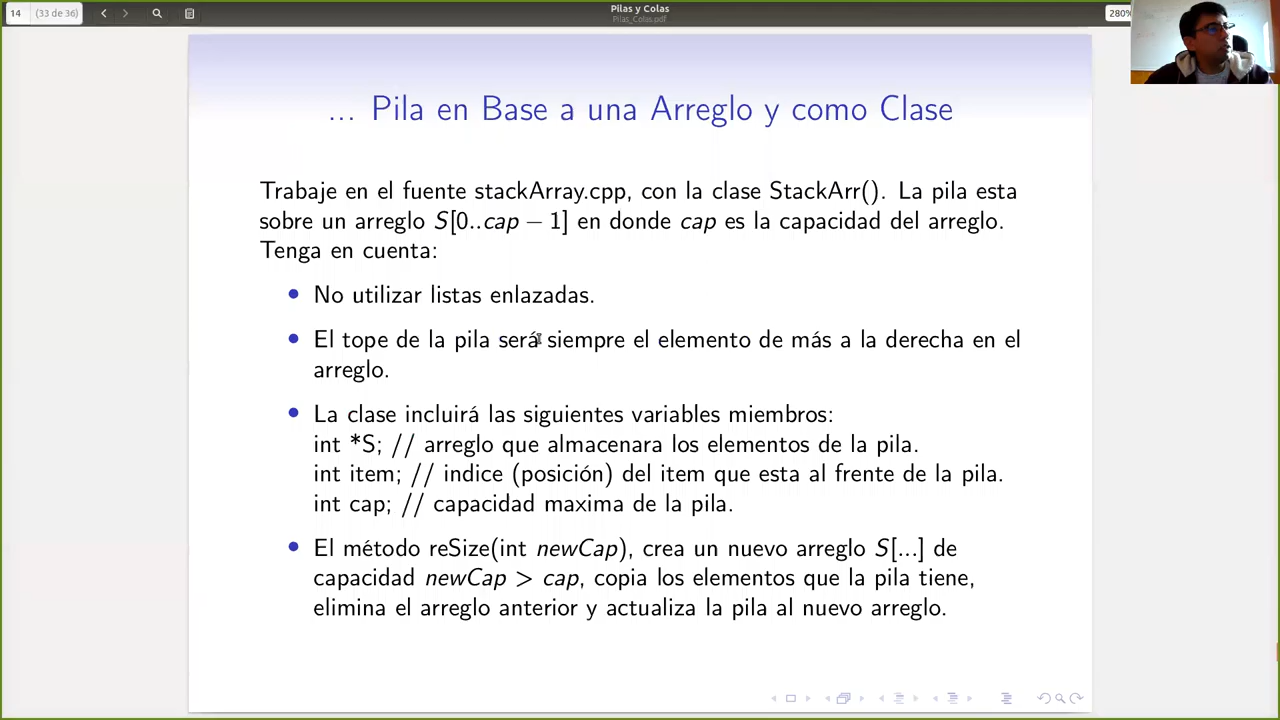 14 (33 de 36)
Pilas y Colas
Pilas_Colas.pdf
280%
... Pila en Base a una Arreglo y como Clase
Trabaje en el fuente stackArray.cpp, con la clase StackArr(). La pila esta
sobre un arreglo S[0..cap − 1] en donde cap es la capacidad del arreglo.
Tenga en cuenta:
No utilizar listas enlazadas.
El tope de la pila será siempre el elemento de más a la derecha en el
arreglo.
La clase incluirá las siguientes variables miembros:
int *S; // arreglo que almacenara los elementos de la pila.
int item; // indice (posición) del item que esta al frente de la pila.
int cap; // capacidad maxima de la pila.
El método reSize(int newCap), crea un nuevo arreglo S[...] de
capacidad newCap > cap, copia los elementos que la pila tiene,
elimina el arreglo anterior y actualiza la pila al nuevo arreglo.